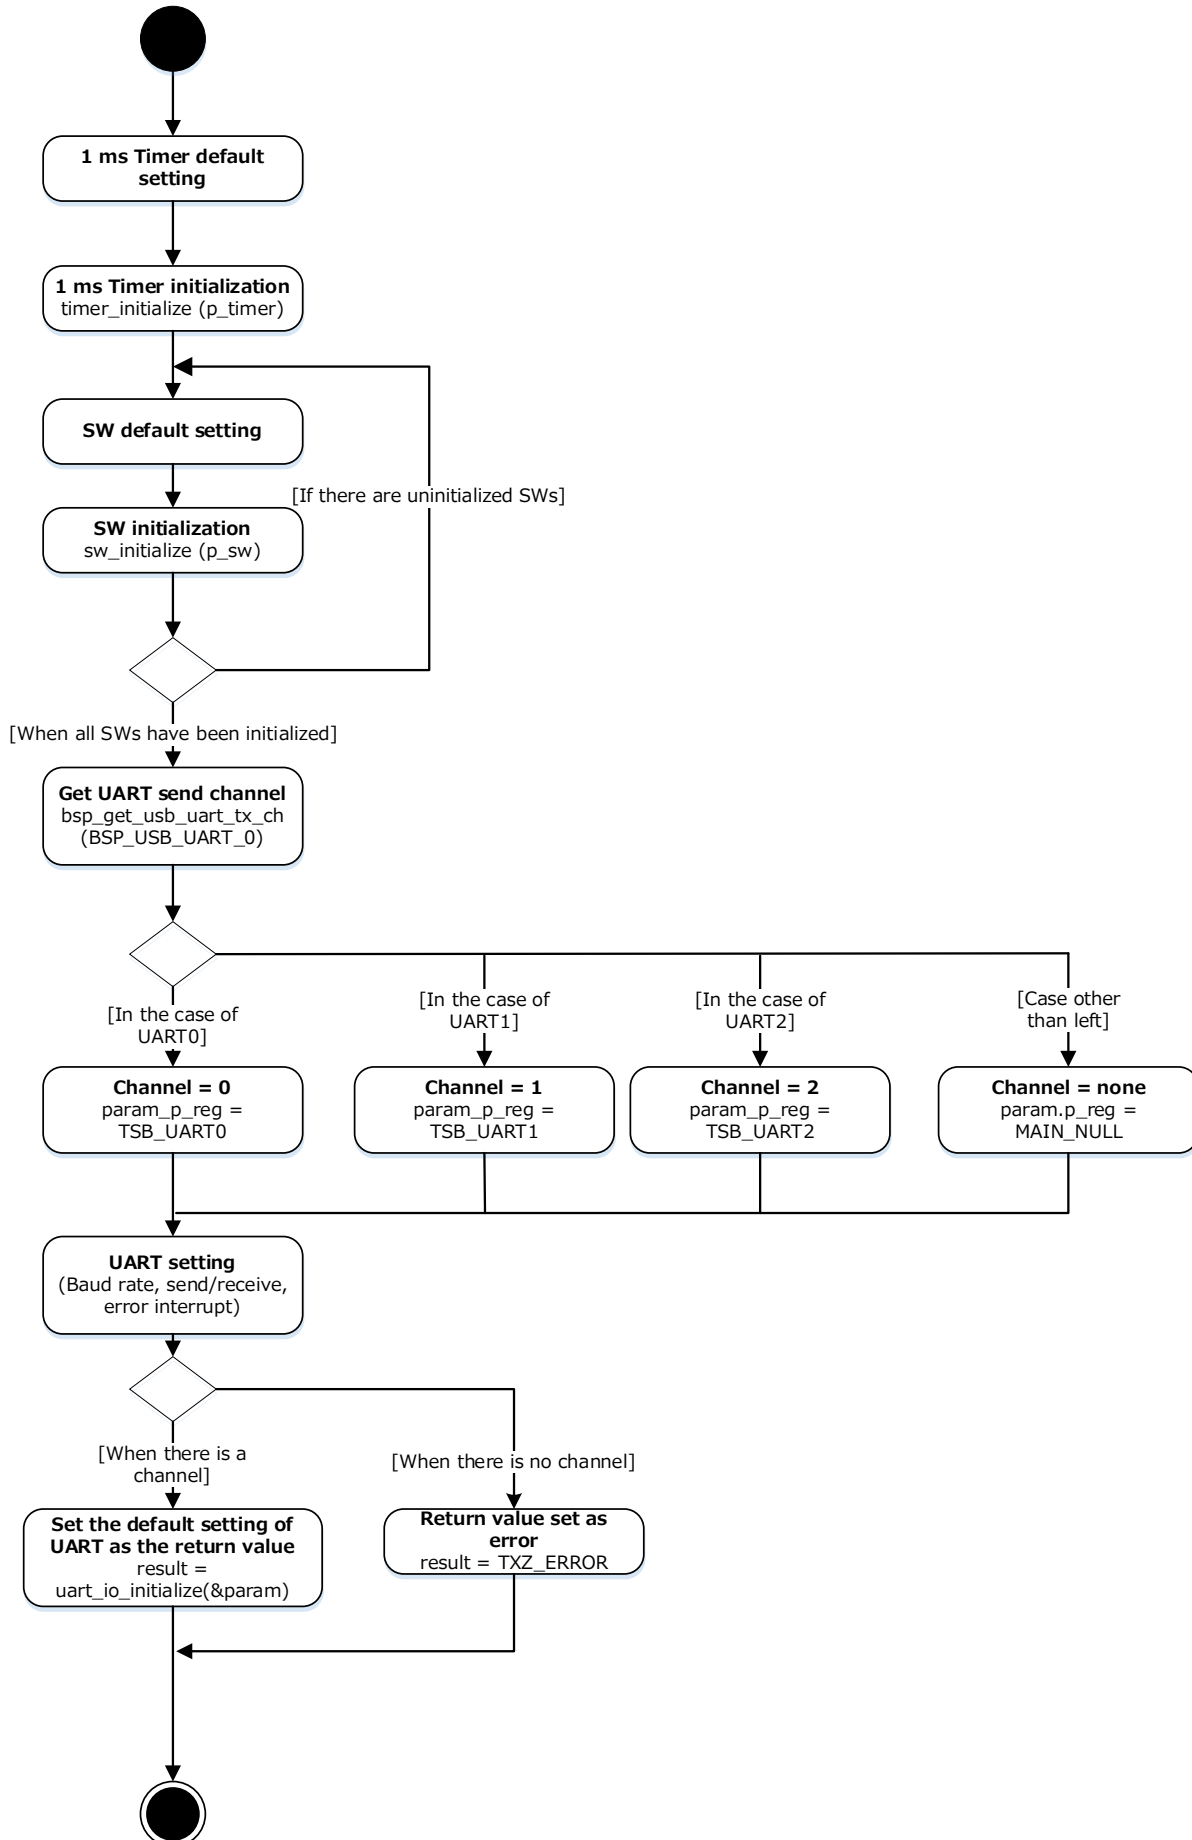 1 ms Timer default
setting
1 ms Timer initialization
timer_initialize (p_timer)
SW default setting
[If there are uninitialized SWs]
SW initialization
sw_initialize (p_sw)
[When all SWs have been initialized]
Get UART send channel
bsp_get_usb_uart_tx_ch
(BSP_USB_UART_0)
[In the case of
UART0]
[In the case of
UART1]
[In the case of
UART2]
[Case other
than left]
Channel = 0
param_p_reg =
TSB_UART0
Channel = 1
param_p_reg =
TSB_UART1
Channel = 2
param_p_reg =
TSB_UART2
Channel = none
param.p_reg =
MAIN_NULL
UART setting
(Baud rate, send/receive,
error interrupt)
[When there is a
channel]
[When there is no channel]
Set the default setting of
UART as the return value
result =
uart_io_initialize(&param)
Return value set as
error
result = TXZ_ERROR